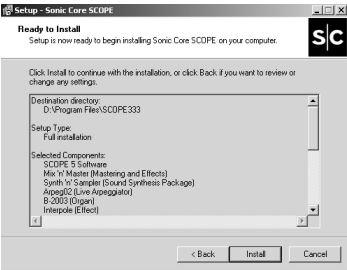 Setup - Sonic Core SCOPE
Ready to Install
Setup is now ready to begin installing Sonic Core SCOPE on your computer.
S|C
Click Install to continue with the installation, or click Back if you want to review or
change any settings.
Destination directory:
D:\Program Files\SCOPE333
Setup Type:
Full installation
Selected Components:
SCOPE 5 Software
Mix 'n' Master (Mastering and Effects)
Synth 'n' Sampler (Sound Synthesis Package)
Arpeg02 (Live Arpeggiator)
B-2003 (Organ)
Interpole (Effect)
< Back
Install
Cancel